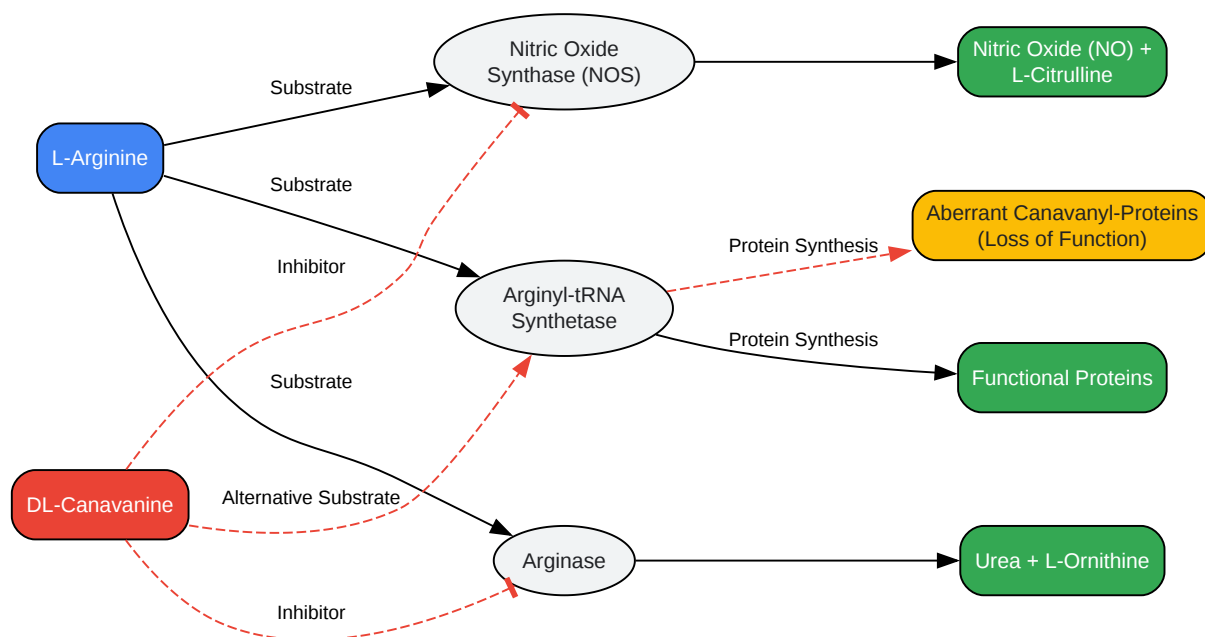 Nitric Oxide
Synthase (NOS)
Nitric Oxide (NO) +
L-Citrulline
Substrate
L-Arginine
Substrate
Aberrant Canavanyl-Proteins
(Loss of Function)
Protein Synthesis
Inhibitor
Arginyl-tRNA
Synthetase
Protein Synthesis
Functional Proteins
Substrate
DL-Canavanine
Alternative Substrate
Arginase
Urea + L-Ornithine
Inhibitor